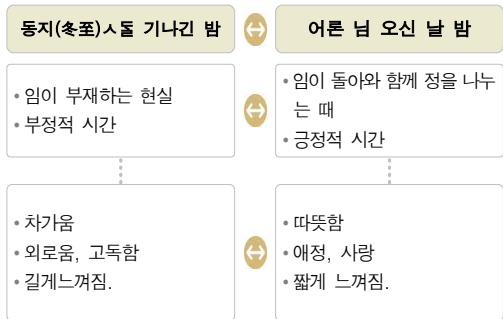 동지(冬至)ㅅ돌 기나긴 밤
어론 님 오신 날 밤
• 임이 부재하는 현실
• 부정적 시간
• 임이 돌아와 함께 정을 나누
는 때
• 긍정적 시간
• 차가움
• 외로움, 고독함
• 길게느껴짐.
• 따뜻함
• 애정, 사랑
• 짧게 느껴짐.